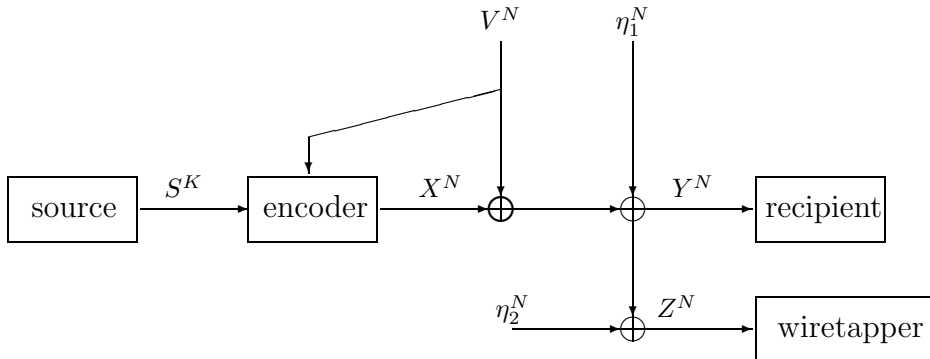 V^N
η_1^N
source
S^K
encoder
X^N
Y^N
recipient
η_2^N
Z^N
wiretapper